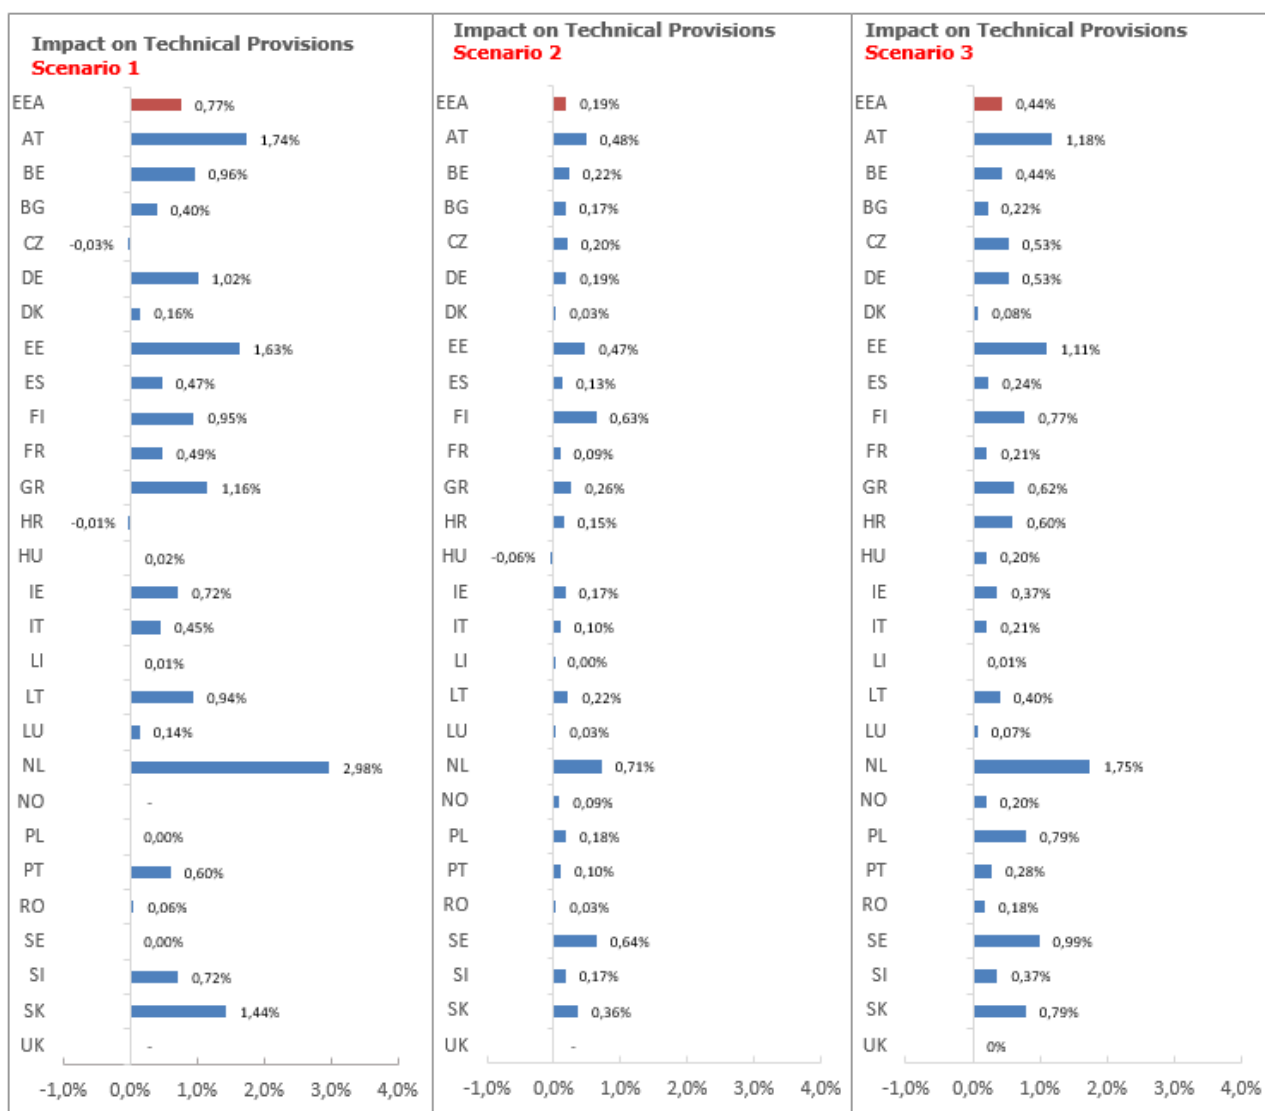 Impact on Technical Provisions
Scenario 1
EEA 0,77%
AT 1,74%
BE 0,96%
BG 0,40%
CZ -0,03%
DE 1,02%
DK 0,16%
EE 1,63%
ES 0,47%
FI 0,95%
FR 0,49%
GR 1,16%
HR -0,01%
HU 0,02%
IE 0,72%
IT 0,45%
LI 0,01%
LT 0,94%
LU 0,14%
NL 2,98%
NO -
PL 0,00%
PT 0,60%
RO 0,06%
SE 0,00%
SI 0,72%
SK 1,44%
UK -
-1,0% 0,0% 1,0% 2,0% 3,0% 4,0%
Impact on Technical Provisions
Scenario 2
EEA 0,19%
AT 0,48%
BE 0,22%
BG 0,17%
CZ 0,20%
DE 0,19%
DK 0,03%
EE 0,47%
ES 0,13%
FI 0,63%
FR 0,09%
GR 0,26%
HR 0,15%
HU -0,06%
IE 0,17%
IT 0,10%
LI 0,00%
LT 0,22%
LU 0,03%
NL 0,71%
NO 0,09%
PL 0,18%
PT 0,10%
RO 0,03%
SE 0,64%
SI 0,17%
SK 0,36%
UK -
-1,0% 0,0% 1,0% 2,0% 3,0% 4,0%
Impact on Technical Provisions
Scenario 3
EEA 0,44%
AT 1,18%
BE 0,44%
BG 0,22%
CZ 0,53%
DE 0,53%
DK 0,08%
EE 1,11%
ES 0,24%
FI 0,77%
FR 0,21%
GR 0,62%
HR 0,60%
HU 0,20%
IE 0,37%
IT 0,21%
LI 0,01%
LT 0,40%
LU 0,07%
NL 1,75%
NO 0,20%
PL 0,79%
PT 0,28%
RO 0,18%
SE 0,99%
SI 0,37%
SK 0,79%
UK 0%
-1,0% 0,0% 1,0% 2,0% 3,0% 4,0%